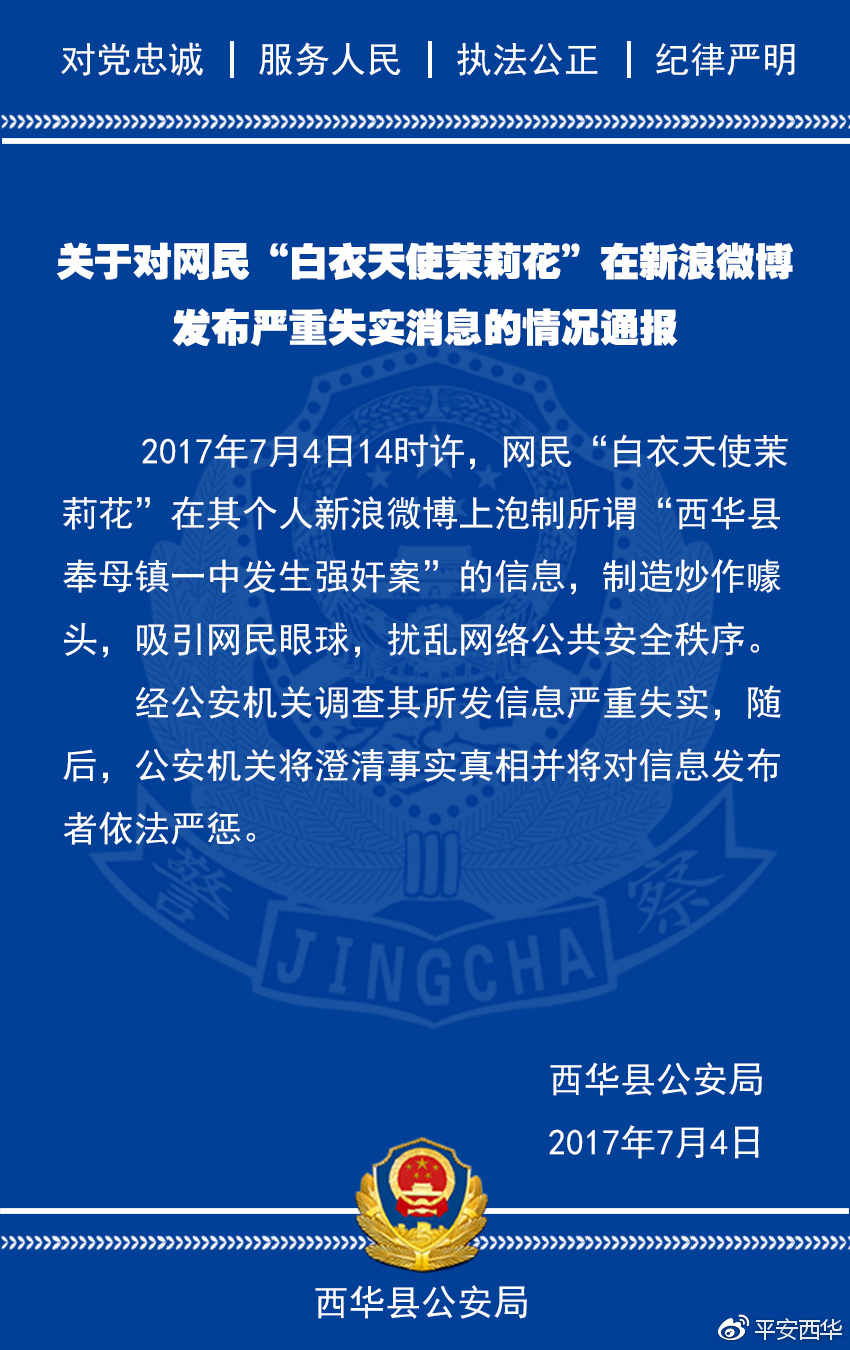 对党忠诚 | 服务人民 | 执法公正 | 纪律严明
关于对网民“白衣天使茉莉花”在新浪微博
发布严重失实消息的情况通报
2017年7月4日14时许，网民“白衣天使茉
莉花”在其个人新浪微博上泡制所谓“西华县
奉母镇一中发生强奸案”的信息，制造炒作噱
头，吸引网民眼球，扰乱网络公共安全秩序。
经公安机关调查其所发信息严重失实，随
后，公安机关将澄清事实真相并将对信息发布
者依法严惩。
警 察
JINGCHA
西华县公安局
2017年7月4日
西华县公安局
平安西华